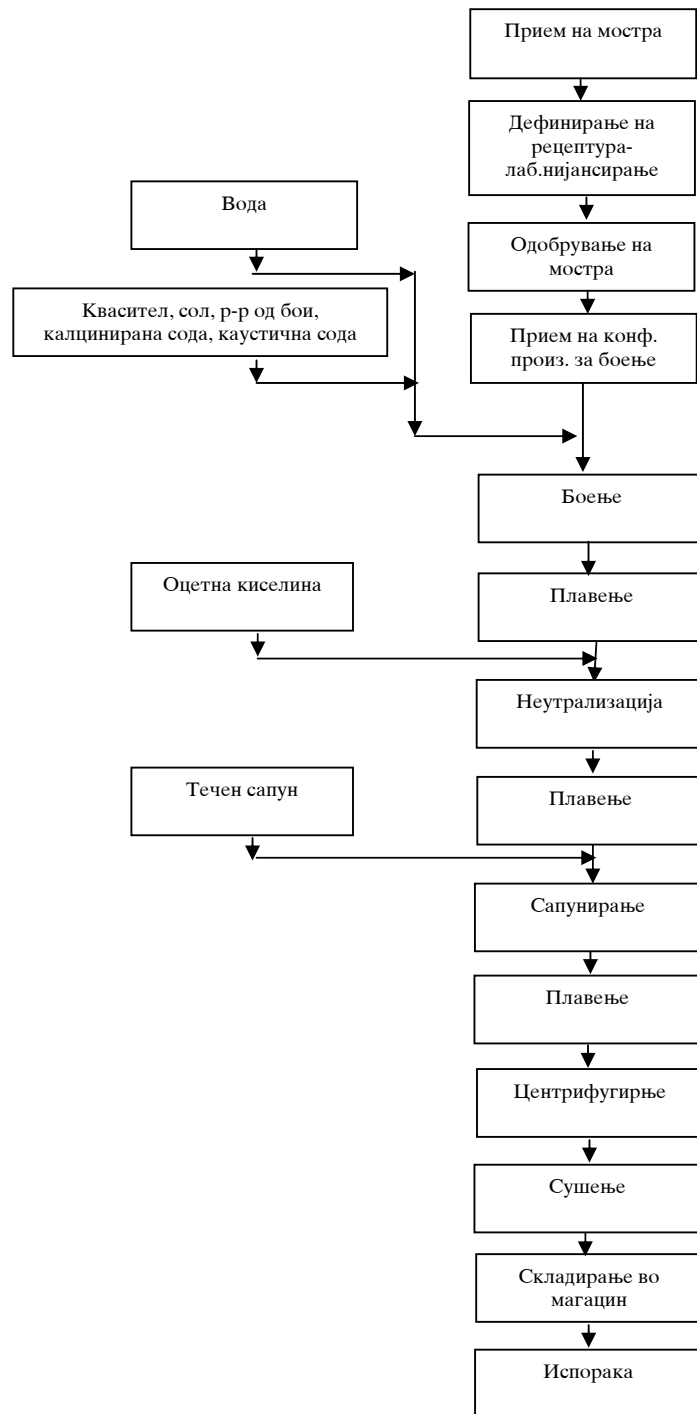 Прием на мостра
Дефинирање на
рецептура-
лаб.нијансирање
Вода
Одобрување на
мостра
Квасител, сол, р-р од бои,
калцинирана сода, каустична сода
Прием на конф.
произ. за боење
Боење
Оцетна киселина
Плавење
Неутрализација
Течен сапун
Плавење
Сапунирање
Плавење
Центрифугирње
Сушење
Складирање во
магацин
Испорака